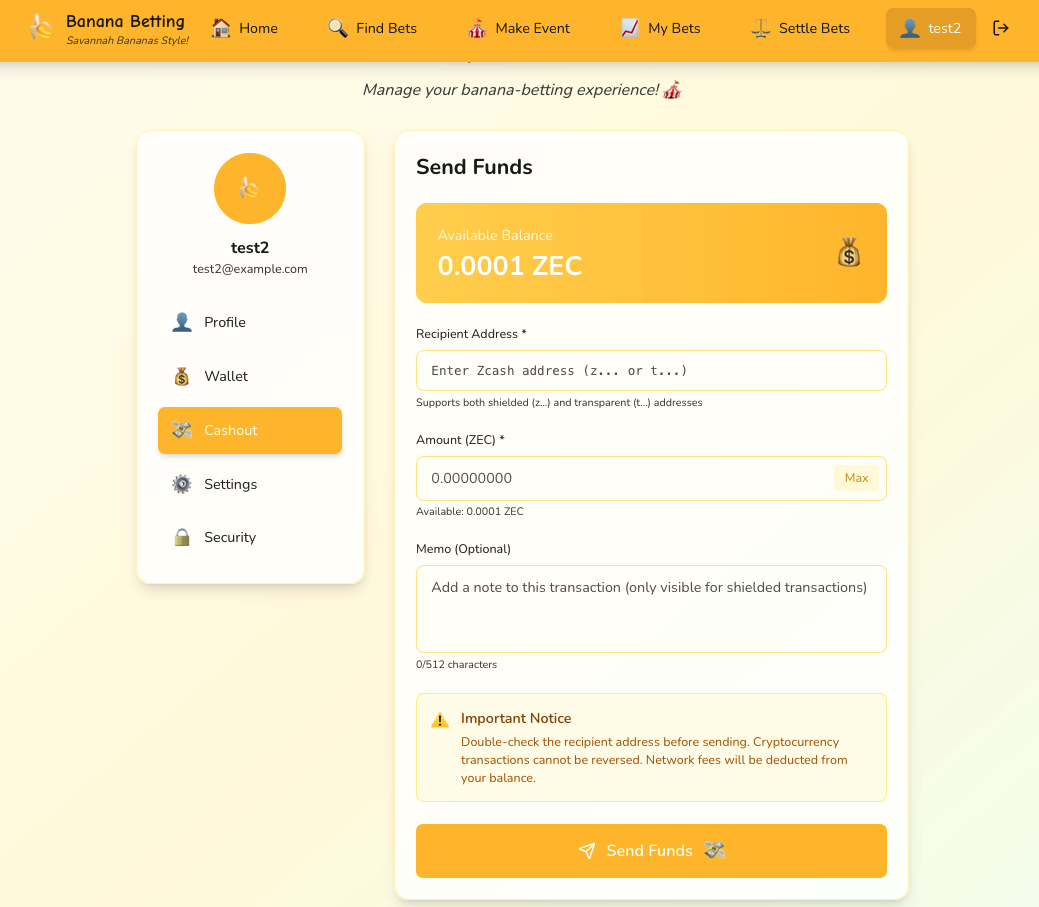 Banana Betting
Savannah Bananas Style!
Home
Find Bets
Make Event
My Bets
Settle Bets
test2
Manage your banana-betting experience!
test2
test2@example.com
Profile
Wallet
Cashout
Settings
Security
Send Funds
Available Balance
0.0001 ZEC
Recipient Address *
Enter Zcash address (z... or t...)
Supports both shielded (z...) and transparent (t...) addresses
Amount (ZEC) *
0.00000000
Max
Available: 0.0001 ZEC
Memo (Optional)
Add a note to this transaction (only visible for shielded transactions)
0/512 characters
Important Notice
Double-check the recipient address before sending. Cryptocurrency
transactions cannot be reversed. Network fees will be deducted from
your balance.
Send Funds